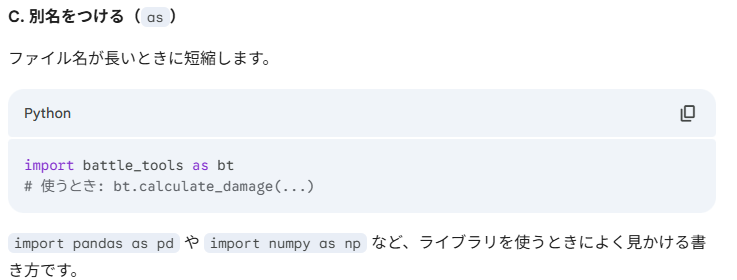 C. 別名をつける（as）
ファイル名が長いときに短縮します。
Python
import battle_tools as bt
# 使うとき: bt.calculate_damage(...)
import pandas as pd や import numpy as np など、ライブラリを使うときによく見かける書
き方です。